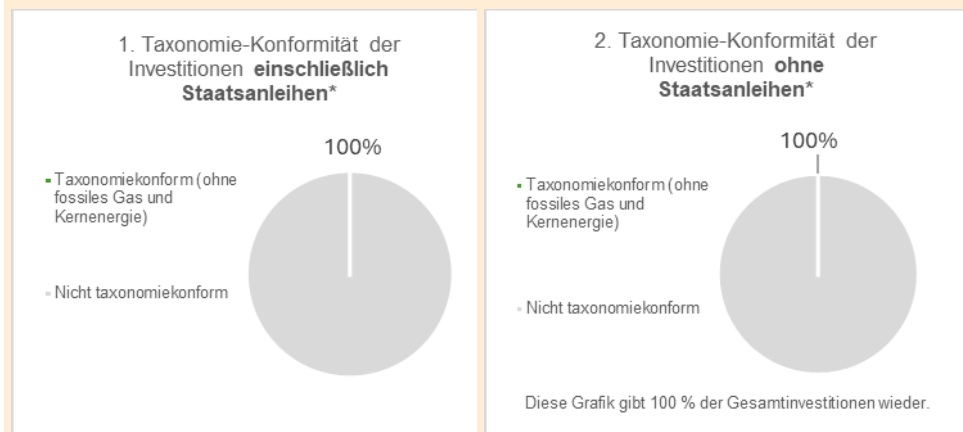 1. Taxonomie-Konformität der
Investitionen einschließlich
Staatsanleihen*
100%
Taxonomiekonform (ohne
fossiles Gas und
Kernenergie)
Nicht taxonomiekonform
2. Taxonomie-Konformität der
Investitionen ohne
Staatsanleihen*
100%
Taxonomiekonform (ohne
fossiles Gas und
Kernenergie)
Nicht taxonomiekonform
Diese Grafik gibt 100 % der Gesamtinvestitionen wieder.